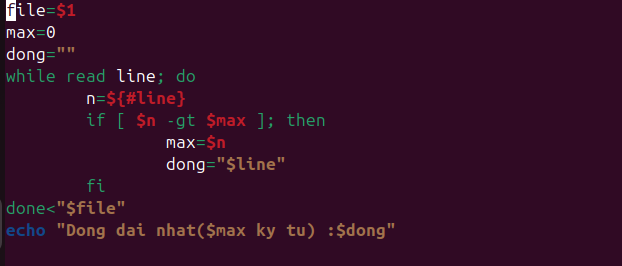 file=$1
max=0
dong=""
while read line; do
        n=${#line}
        if [ $n -gt $max ]; then
                max=$n
                dong="$line"
        fi
done<"$file"
echo "Dong dai nhat($max ky tu) :$dong"